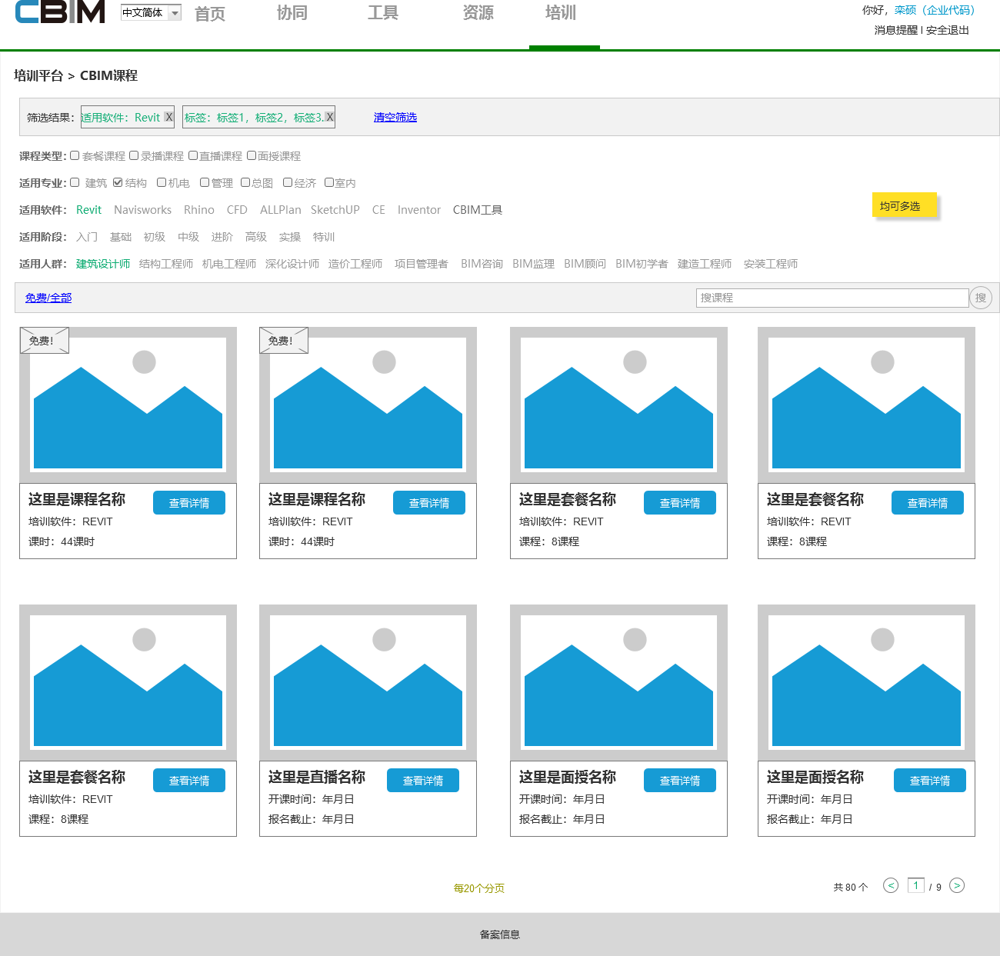 CBIM 中文简体 首页 协同 工具 资源 培训
你好，栾硕（企业代码）
消息提醒 I 安全退出
培训平台 > CBIM课程
筛选结果： 适用软件：Revit X 标签：标签1，标签2，标签3. X 清空筛选
课程类型： 套餐课程 录播课程 直播课程 面授课程
适用专业： 建筑 结构 机电 管理 总图 经济 室内
适用软件： Revit Navisworks Rhino CFD ALLPlan SketchUP CE Inventor CBIM工具
均可多选
适用阶段： 入门 基础 初级 中级 进阶 高级 实操 特训
适用人群： 建筑设计师 结构工程师 机电工程师 深化设计师 造价工程师 项目管理者 BIM咨询 BIM监理 BIM顾问 BIM初学者 建造工程师 安装工程师
免费/全部 搜课程 搜
免费！ 免费！
这里是课程名称 查看详情
培训软件：REVIT
课时：44课时
这里是课程名称 查看详情
培训软件：REVIT
课时：44课时
这里是套餐名称 查看详情
培训软件：REVIT
课程：8课程
这里是套餐名称 查看详情
培训软件：REVIT
课程：8课程
这里是套餐名称 查看详情
培训软件：REVIT
课程：8课程
这里是直播名称 查看详情
开课时间：年月日
报名截止：年月日
这里是面授名称 查看详情
开课时间：年月日
报名截止：年月日
这里是面授名称 查看详情
开课时间：年月日
报名截止：年月日
每20个分页 共 80 个 < 1 / 9 >
备案信息